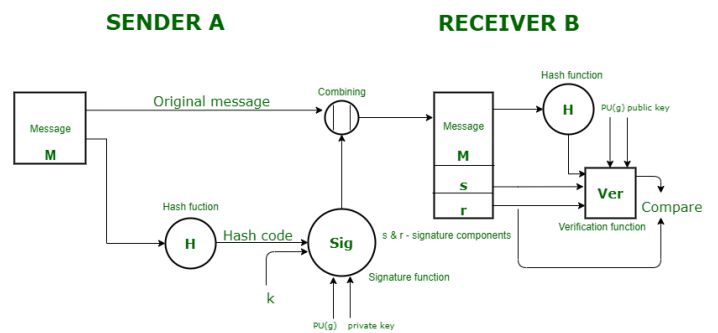 SENDER A
RECEIVER B
Message
M
Original message
Hash fuction
H
Hash code
k
Combining
Sig
s & r - signature components
Signature function
PU(g)
private key
Message
M
s
r
Hash function
H
PU(g) public key
Ver
Verification function
Compare